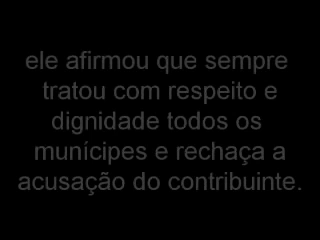 ele afirmou que sempre
tratou com respeito e
dignidade todos os
munícipes e rechaça a
acusação do contribuinte.